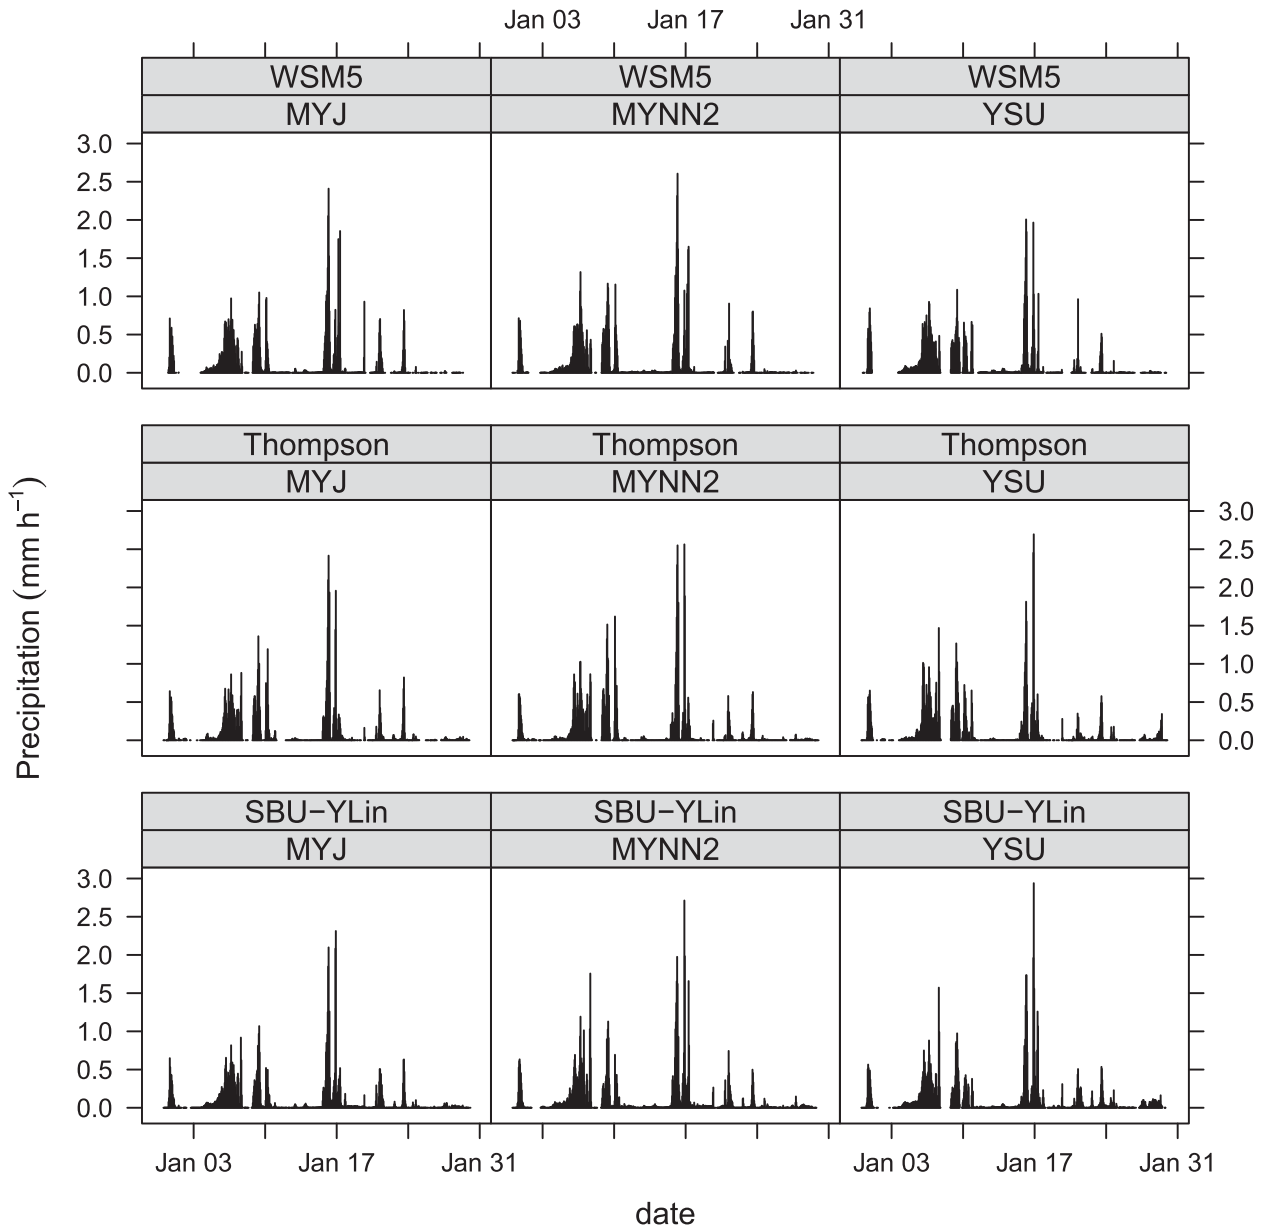 Jan 03 Jan 17 Jan 31
WSM5 WSM5 WSM5
MYJ MYNN2 YSU
3.0
2.5
2.0
1.5
1.0
0.5
0.0
Thompson Thompson Thompson
MYJ MYNN2 YSU
3.0
2.5
2.0
1.5
1.0
0.5
0.0
Precipitation (mm h⁻¹)
SBU−YLin SBU−YLin SBU−YLin
MYJ MYNN2 YSU
3.0
2.5
2.0
1.5
1.0
0.5
0.0
Jan 03 Jan 17 Jan 31 Jan 03 Jan 17 Jan 31
date